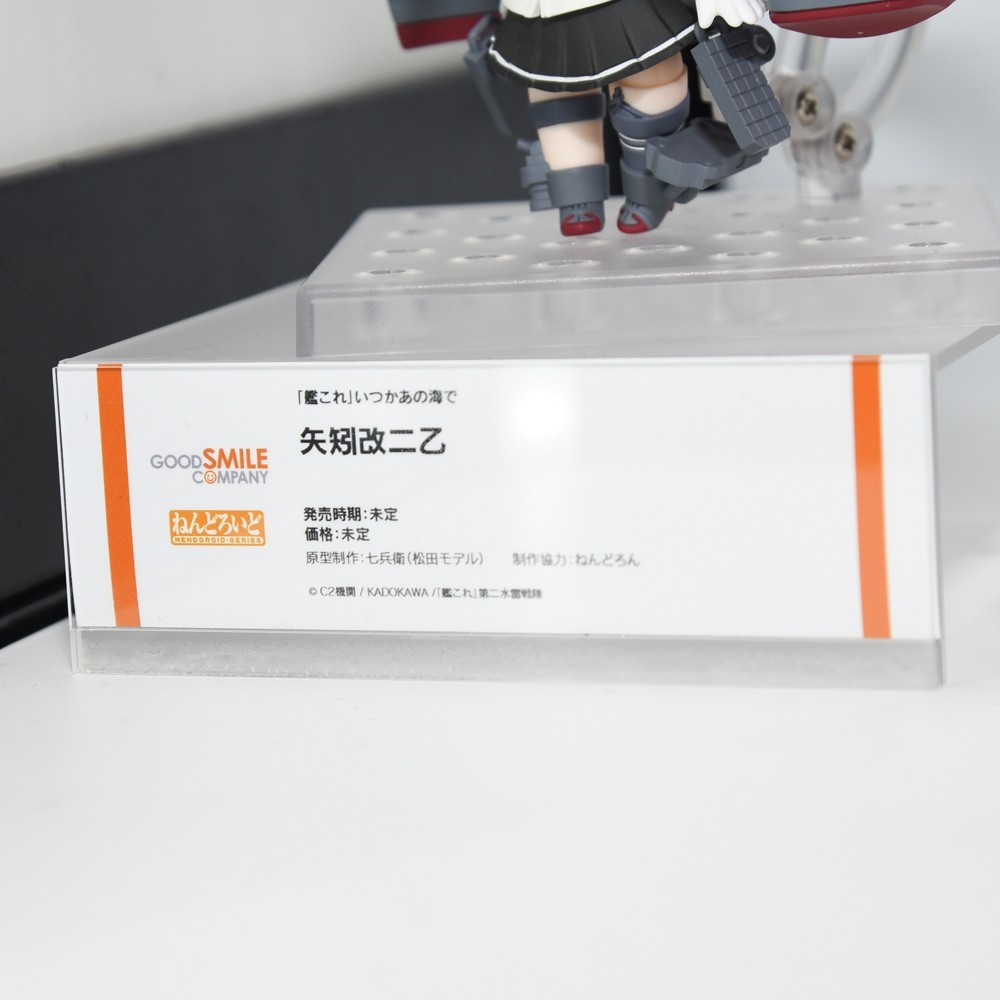 「艦これ」いつかあの海で
矢矧改二乙
GOOD SMILE
COMPANY
ねんどろいど
NENDOROID・SERIES
発売時期：未定
価格：未定
原型制作：七兵衛（松田モデル） 制作協力：ねんどろん
© C2機関 / KADOKAWA /「艦これ」第二水雷戦隊